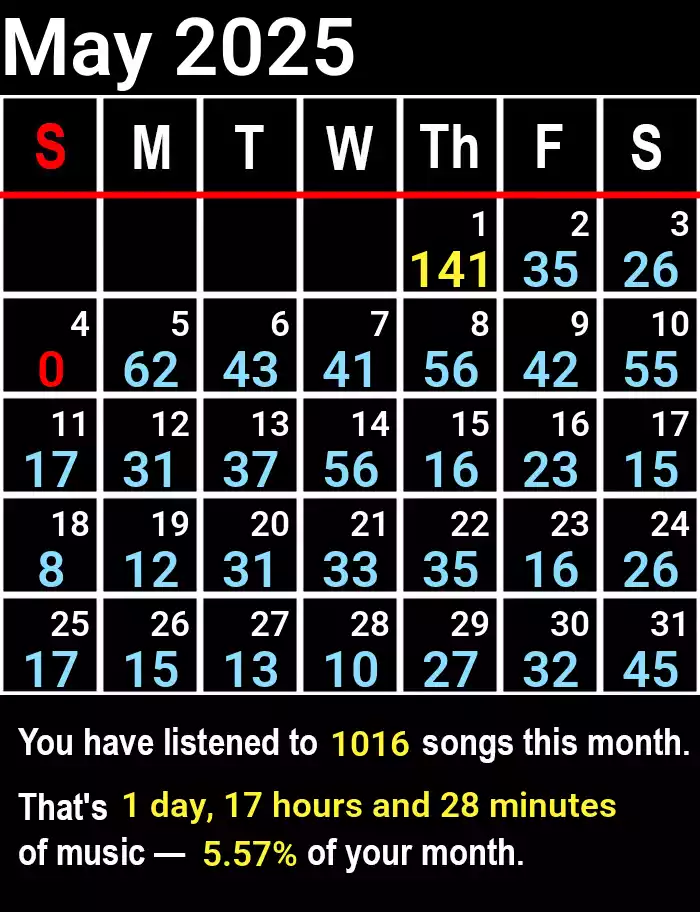 May 2025
S M T W Th F S
1 2 3
141 35 26
4 5 6 7 8 9 10
0 62 43 41 56 42 55
11 12 13 14 15 16 17
17 31 37 56 16 23 15
18 19 20 21 22 23 24
8 12 31 33 35 16 26
25 26 27 28 29 30 31
17 15 13 10 27 32 45
You have listened to 1016 songs this month.
That's 1 day, 17 hours and 28 minutes
of music — 5.57% of your month.